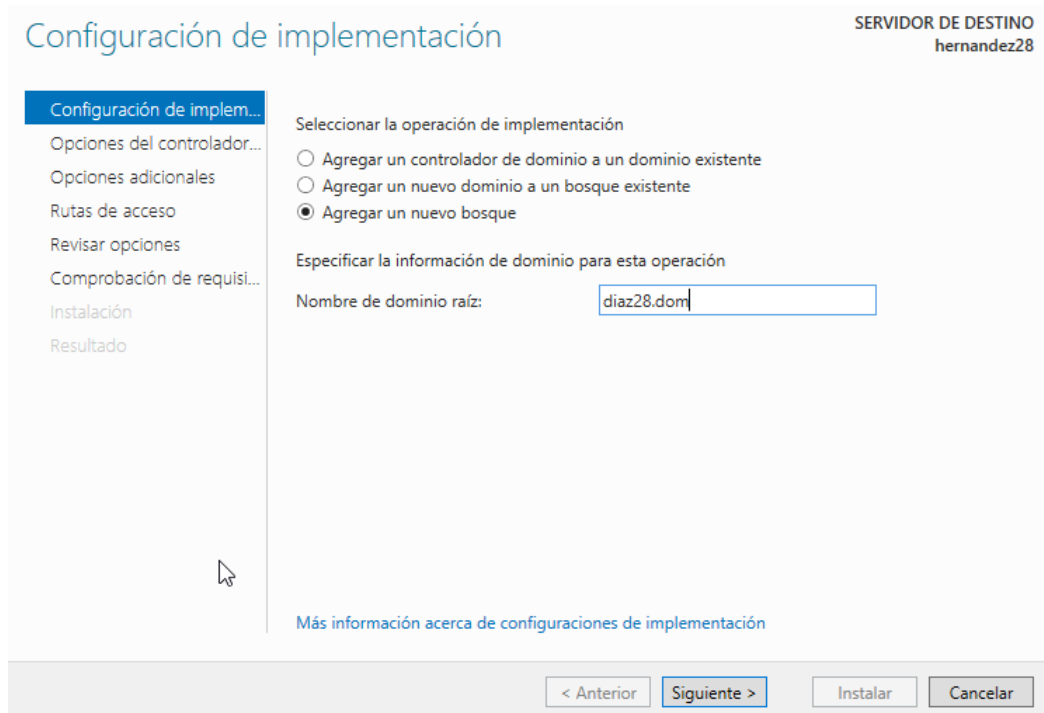 Configuración de implementación
SERVIDOR DE DESTINO
hernandez28
Configuración de implem...
Opciones del controlador...
Opciones adicionales
Rutas de acceso
Revisar opciones
Comprobación de requisi...
Instalación
Resultado
Seleccionar la operación de implementación
Agregar un controlador de dominio a un dominio existente
Agregar un nuevo dominio a un bosque existente
Agregar un nuevo bosque
Especificar la información de dominio para esta operación
Nombre de dominio raíz: diaz28.dom
Más información acerca de configuraciones de implementación
< Anterior Siguiente > Instalar Cancelar